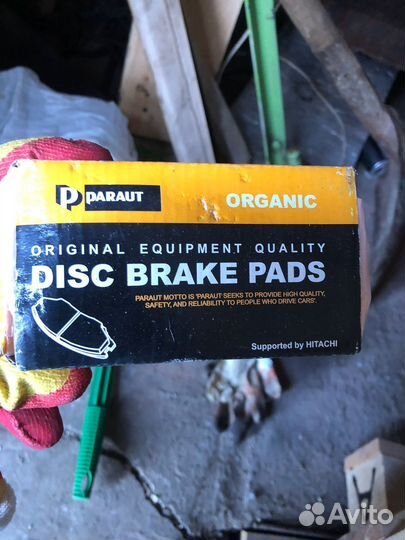 PARAUT
ORGANIC
ORIGINAL EQUIPMENT QUALITY
DISC BRAKE PADS
PARAUT MOTTO IS 'PARAUT SEEKS TO PROVIDE HIGH QUALITY,
SAFETY, AND RELIABILITY TO PEOPLE WHO DRIVE CARS'.
Supported by HITACHI
Avito